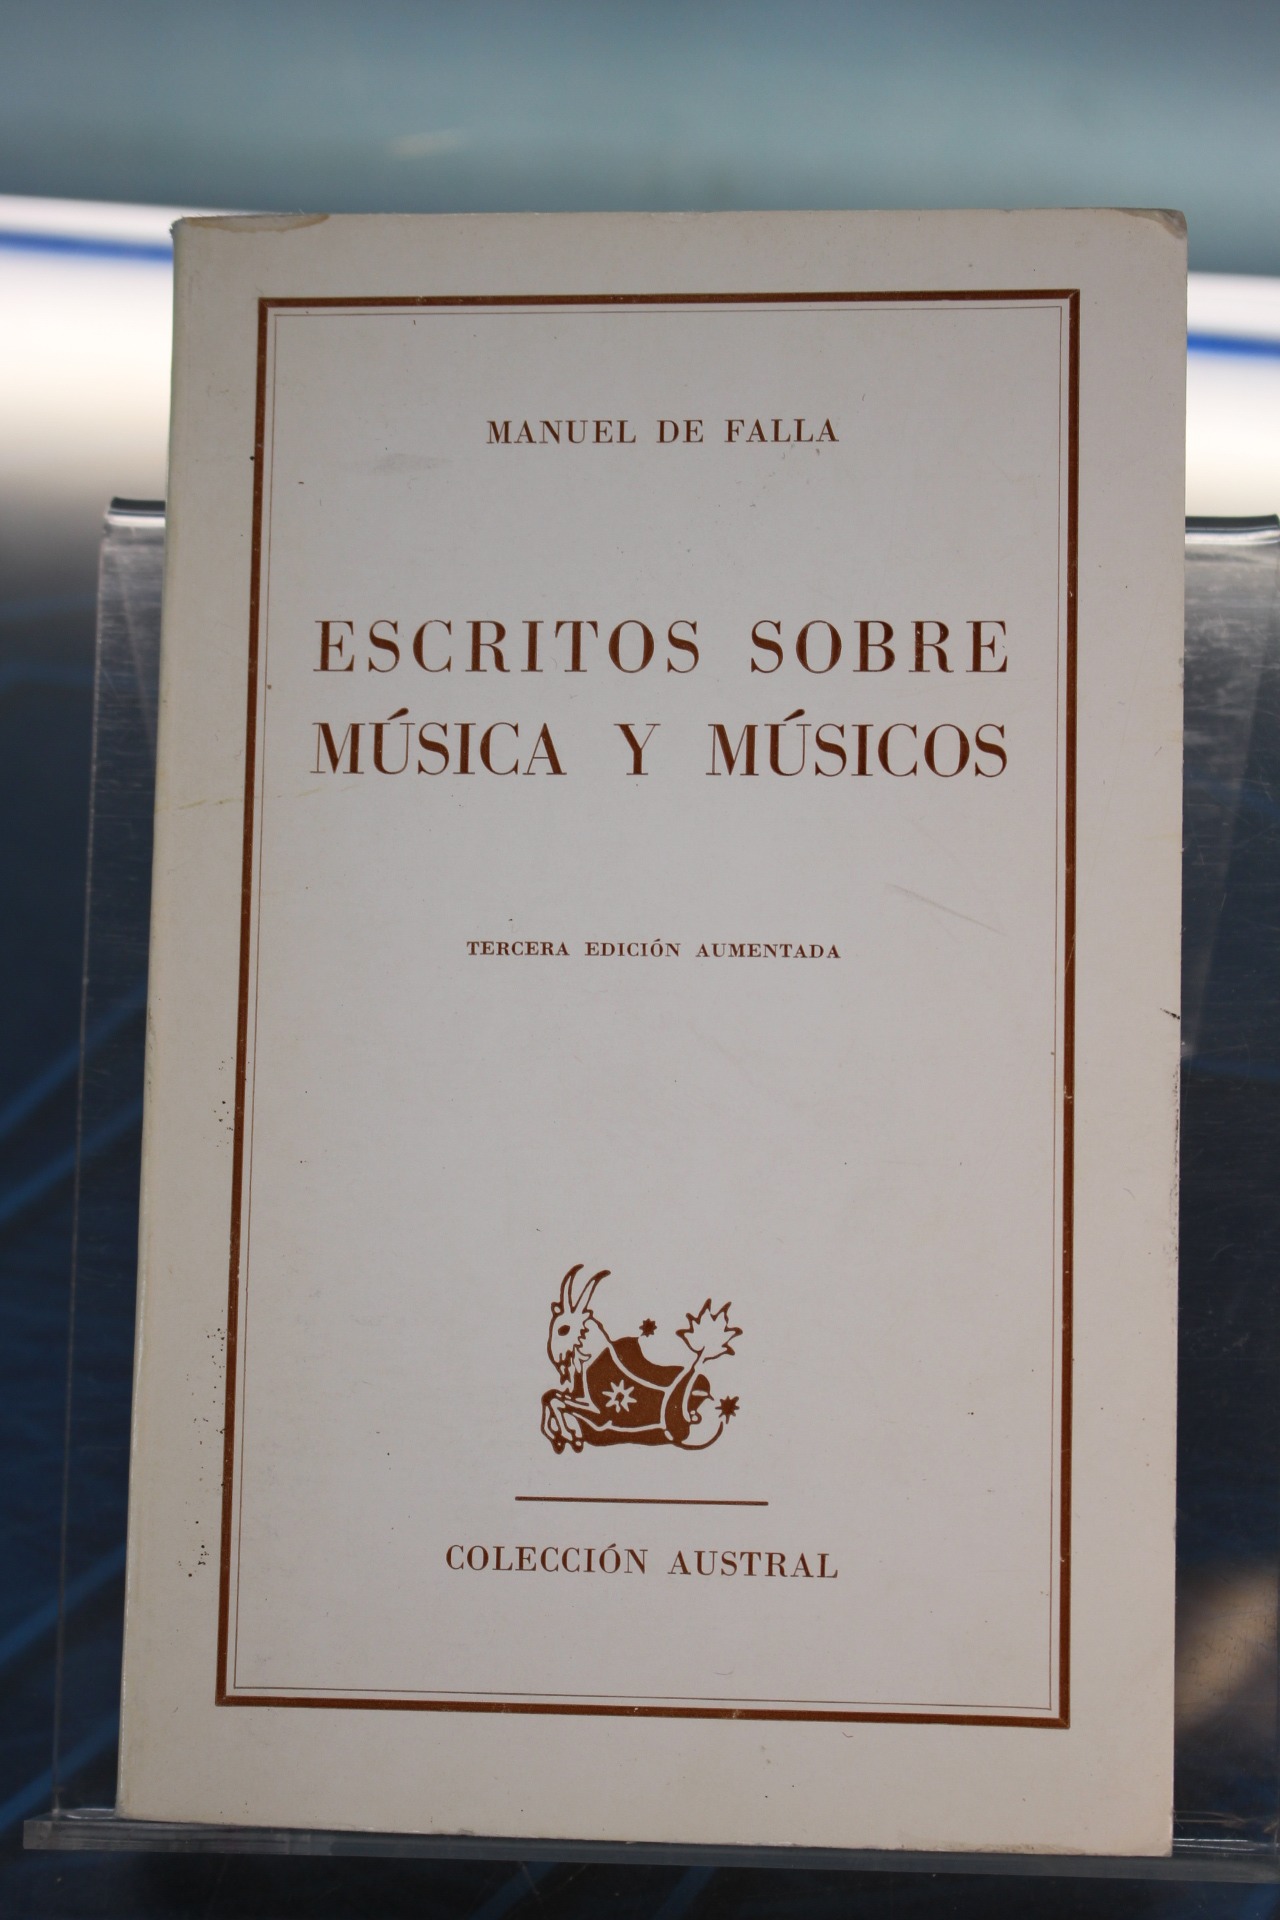 MANUEL DE FALLA
ESCRITOS SOBRE
MÚSICA Y MÚSICOS
TERCERA EDICIÓN AUMENTADA
COLECCIÓN AUSTRAL